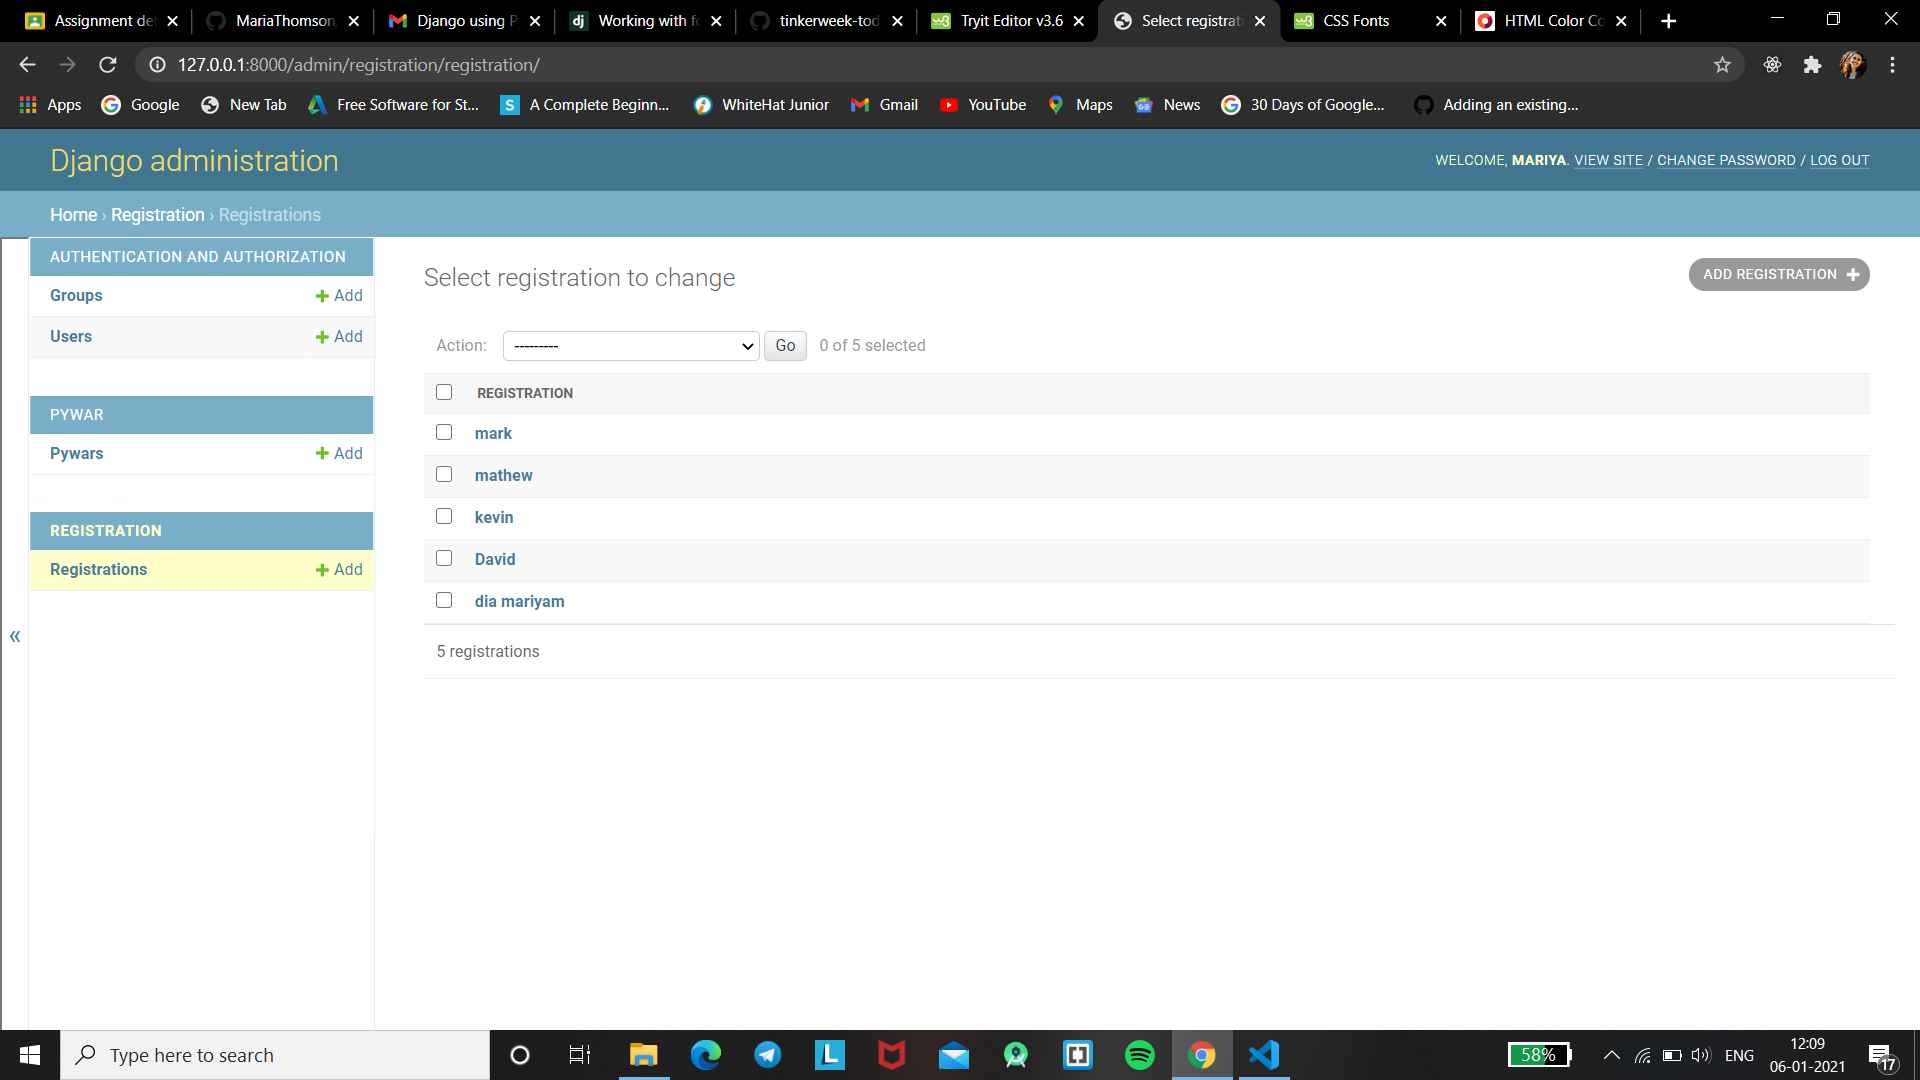 Assignment de
MariaThomson
Django using P
Working with fo
tinkerweek-tod
Tryit Editor v3.6
Select registrati
CSS Fonts
HTML Color Co
127.0.0.1:8000/admin/registration/registration/
Apps
Google
New Tab
Free Software for St...
A Complete Beginn...
WhiteHat Junior
Gmail
YouTube
Maps
News
30 Days of Google...
Adding an existing...
Django administration
WELCOME, MARIYA. VIEW SITE / CHANGE PASSWORD / LOG OUT
Home › Registration › Registrations
AUTHENTICATION AND AUTHORIZATION
Groups
Add
Users
Add
PYWAR
Pywars
Add
REGISTRATION
Registrations
Add
«
Select registration to change
ADD REGISTRATION +
Action:
---------
Go
0 of 5 selected
REGISTRATION
mark
mathew
kevin
David
dia mariyam
5 registrations
Type here to search
58%
ENG
12:09
06-01-2021
17